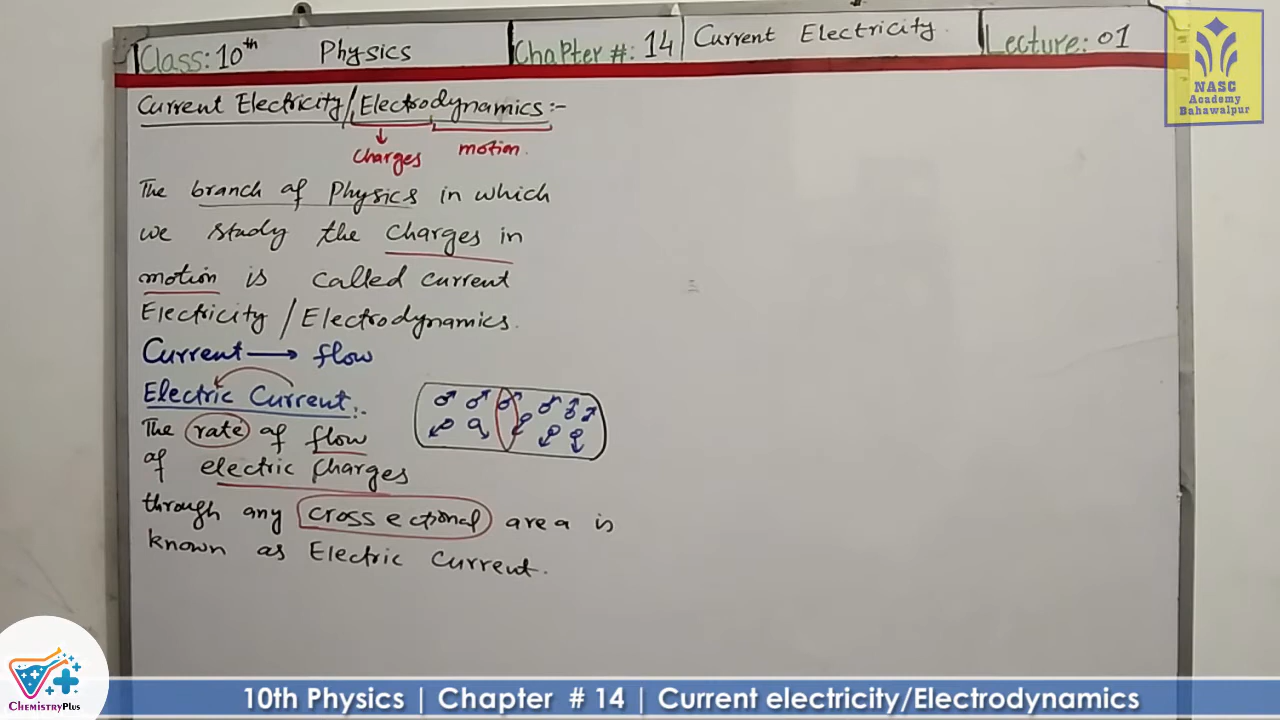 Class: 10th Physics Chapter #: 14 Current Electricity. Lecture: 01
NASC
Academy
Bahawalpur
Current Electricity/Electrodynamics:-
charges motion.
The branch of Physics in which
we study the charges in
motion is called current
Electricity / Electrodynamics.
Current → flow
Electric Current:-
The rate of flow
of electric charges
through any cross ectional area is
known as Electric Current.
ChemistryPlus
10th Physics | Chapter # 14 | Current electricity/Electrodynamics